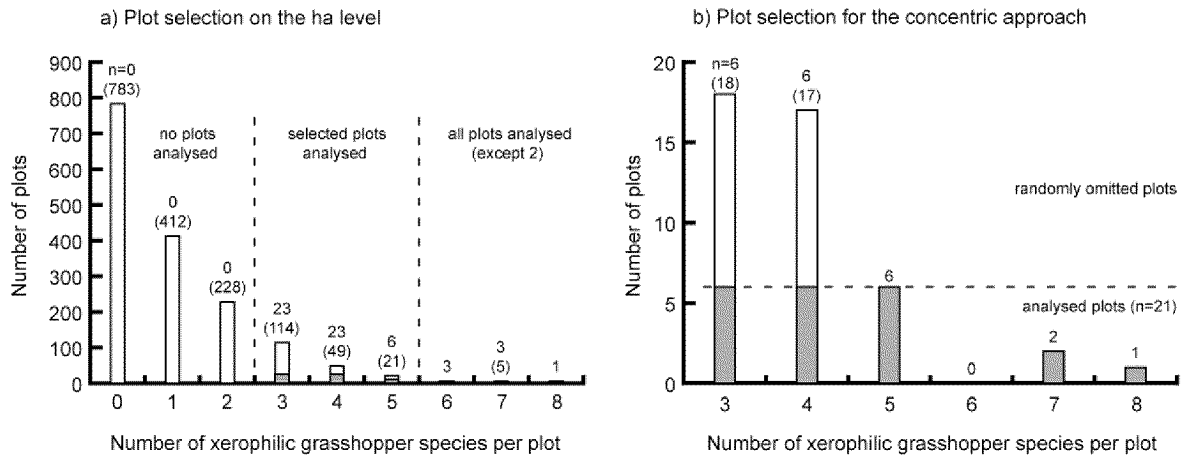 a) Plot selection on the ha level
Number of plots
900
800
700
600
500
400
300
200
100
0
n=0
(783)
0
(412)
0
(228)
23
(114)
23
(49)
6
(21)
3
3
(5)
1
no plots
analysed
selected plots
analysed
all plots analysed
(except 2)
0 1 2 3 4 5 6 7 8
Number of xerophilic grasshopper species per plot
b) Plot selection for the concentric approach
Number of plots
20
15
10
5
0
n=6
(18)
6
(17)
6
0
2
1
randomly omitted plots
analysed plots (n=21)
3 4 5 6 7 8
Number of xerophilic grasshopper species per plot